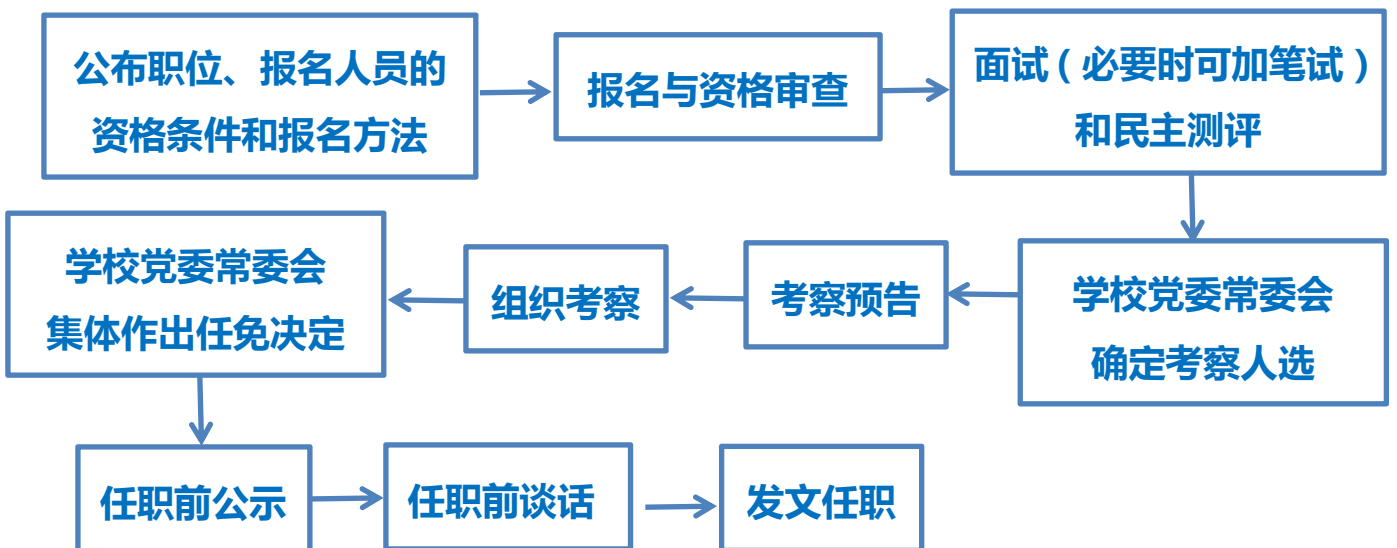 公布职位、报名人员的
资格条件和报名方法
报名与资格审查
面试（必要时可加笔试）
和民主测评
学校党委常委会
确定考察人选
考察预告
组织考察
学校党委常委会
集体作出任免决定
任职前公示
任职前谈话
发文任职